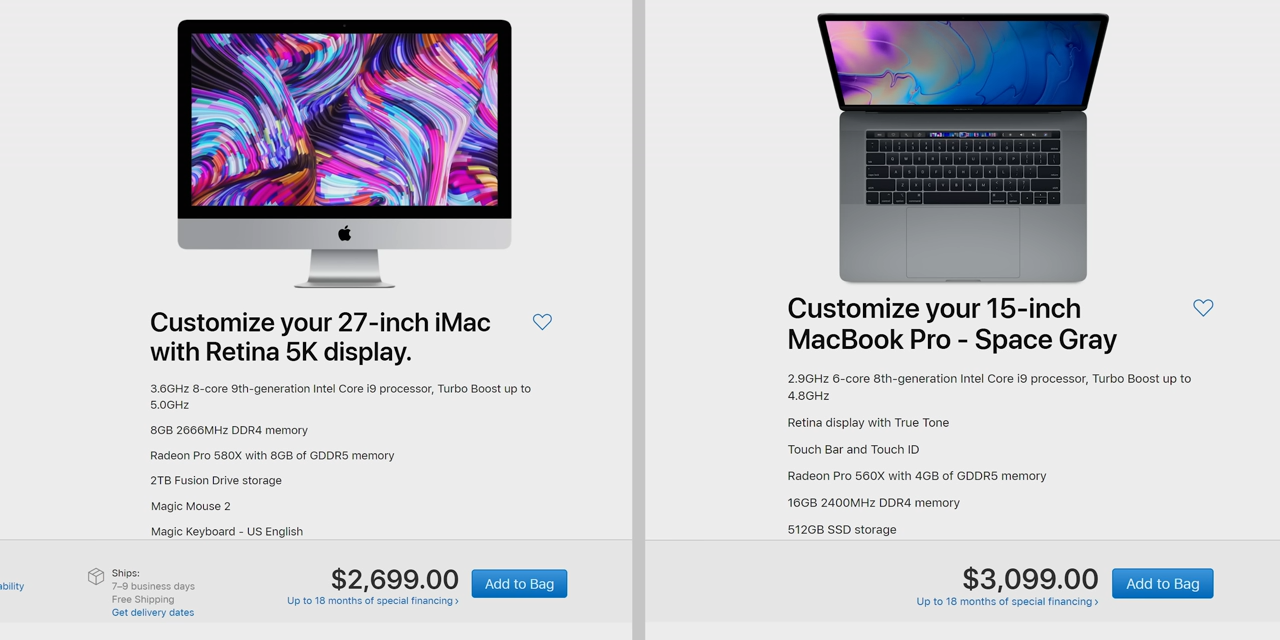 Customize your 27-inch iMac
with Retina 5K display.
3.6GHz 8-core 9th-generation Intel Core i9 processor, Turbo Boost up to
5.0GHz
8GB 2666MHz DDR4 memory
Radeon Pro 580X with 8GB of GDDR5 memory
2TB Fusion Drive storage
Magic Mouse 2
Magic Keyboard - US English
ability
Ships:
7–9 business days
Free Shipping
Get delivery dates
$2,699.00
Up to 18 months of special financing ›
Add to Bag
Customize your 15-inch
MacBook Pro - Space Gray
2.9GHz 6-core 8th-generation Intel Core i9 processor, Turbo Boost up to
4.8GHz
Retina display with True Tone
Touch Bar and Touch ID
Radeon Pro 560X with 4GB of GDDR5 memory
16GB 2400MHz DDR4 memory
512GB SSD storage
$3,099.00
Up to 18 months of special financing ›
Add to Bag